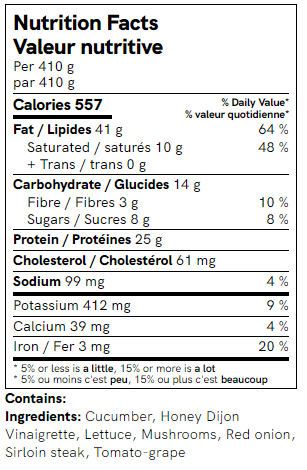 Nutrition Facts
Valeur nutritive
Per 410 g
par 410 g
Calories 557
% Daily Value*
% valeur quotidienne*
Fat / Lipides 41 g 64 %
Saturated / saturés 10 g 48 %
+ Trans / trans 0 g
Carbohydrate / Glucides 14 g
Fibre / Fibres 3 g 10 %
Sugars / Sucres 8 g 8 %
Protein / Protéines 25 g
Cholesterol / Cholestérol 61 mg
Sodium 99 mg 4 %
Potassium 412 mg 9 %
Calcium 39 mg 4 %
Iron / Fer 3 mg 20 %
* 5% or less is a little, 15% or more is a lot
* 5% ou moins c'est peu, 15% ou plus c'est beaucoup
Contains:
Ingredients: Cucumber, Honey Dijon
Vinaigrette, Lettuce, Mushrooms, Red onion,
Sirloin steak, Tomato-grape